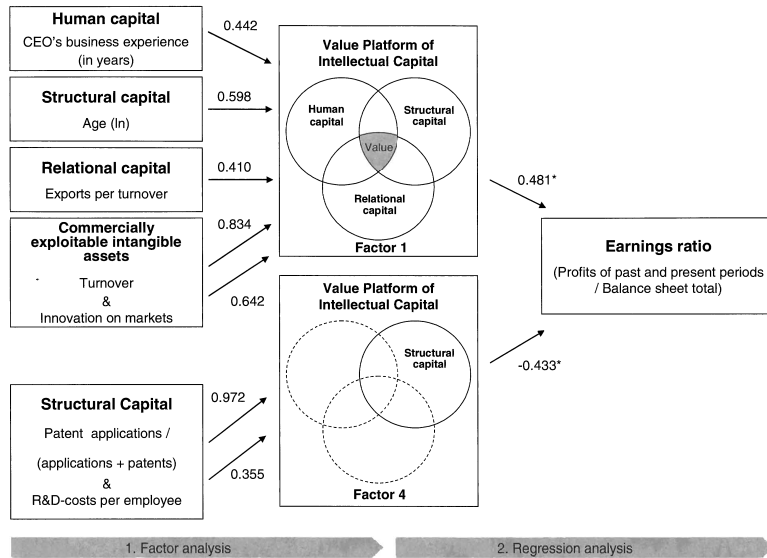 Human capital
CEO's business experience
(in years)
0.442
Structural capital
Age (ln)
0.598
Relational capital
Exports per turnover
0.410
Commercially
exploitable intangible
assets
Turnover
&
Innovation on markets
0.834
0.642
Value Platform of
Intellectual Capital
Human
capital
Structural
capital
Value
Relational
capital
Factor 1
0.481*
Earnings ratio
(Profits of past and present periods
/ Balance sheet total)
-0.433*
Structural Capital
Patent applications /
(applications + patents)
&
R&D-costs per employee
0.972
0.355
Value Platform of
Intellectual Capital
Structural
capital
Factor 4
1. Factor analysis
2. Regression analysis